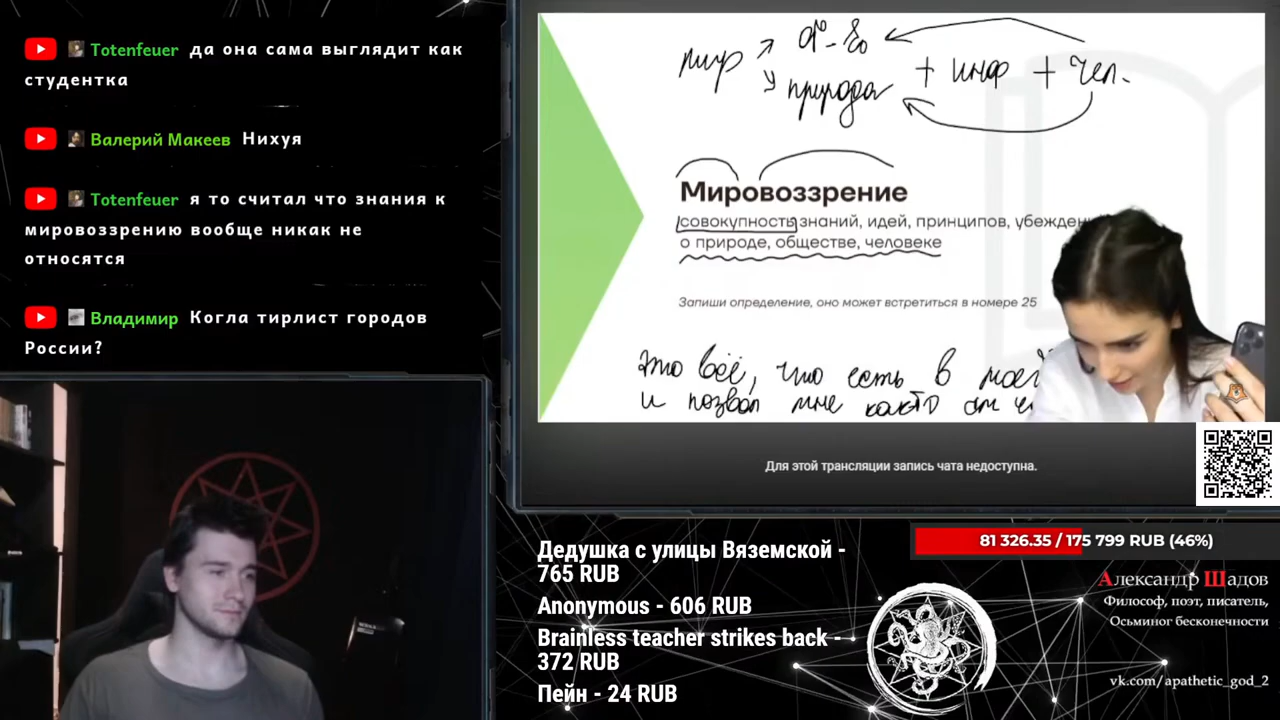 Totenfeuer да она сама выглядит как
студентка
Валерий Макеев Нихуя
Totenfeuer я то считал что знания к
мировоззрению вообще никак не
относятся
Владимир Когла тирлист городов
России?
мир
природа + инф + чел.
Мировоззрение
совокупность знаний, идей, принципов,
о природе, обществе, человеке
Запиши определение, оно может встретиться в номере 25
Это всё, что есть в моей
и позвол мне как-то
Для этой трансляции запись чата недоступна.
81 326.35 / 175 799 RUB (46%)
Дедушка с улицы Вяземской -
765 RUB
Anonymous - 606 RUB
Brainless teacher strikes back -
372 RUB
Пейн - 24 RUB
Александр Шадов
Философ, поэт, писатель,
Осьминог бесконечности
vk.com/apathetic_god_2